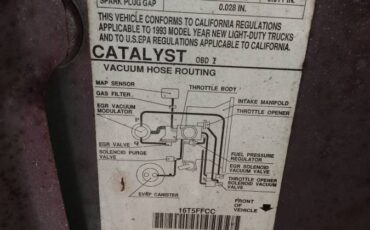 SPARK PLUG GAP
0.028 IN.
THIS VEHICLE CONFORMS TO CALIFORNIA REGULATIONS
APPLICABLE TO 1993 MODEL YEAR NEW LIGHT-DUTY TRUCKS
AND TO U.S.EPA REGULATIONS APPLICABLE TO CALIFORNIA.
CATALYST OBD I
VACUUM HOSE ROUTING
MAP SENSOR
THROTTLE BODY
GAS FILTER
INTAKE MANIFOLD
EGR VACUUM
MODULATOR
THROTTLE OPENER
P
Q
EGR VALVE
SOLENOID PURGE
VALVE
FUEL PRESSURE
REGULATOR
EGR SOLENOID
VACUUM VALVE
THROTTLE OPENER
SOLENOID VACUUM
VALVE
EVAP CANISTER
16T5FFCC
FRONT
OF
VEHICLE